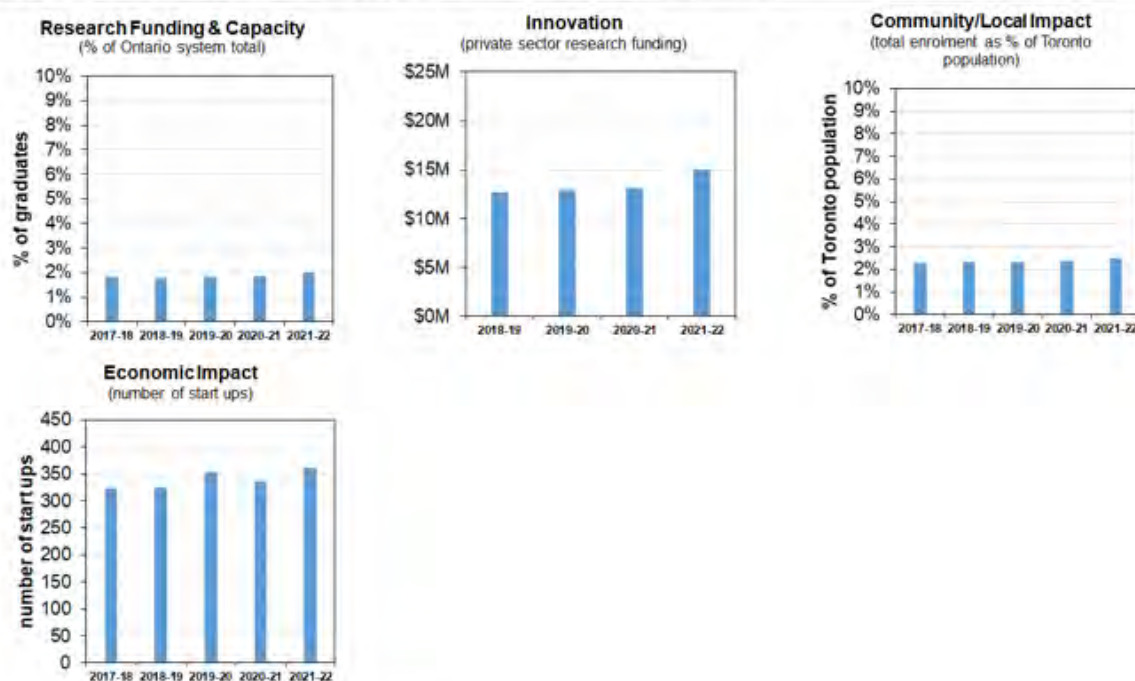 Research Funding & Capacity
(% of Ontario system total)
10%
9%
8%
7%
6%
5%
4%
3%
2%
1%
0%
% of graduates
2017-18 2018-19 2019-20 2020-21 2021-22
Innovation
(private sector research funding)
$25M
$20M
$15M
$10M
$5M
$0M
2018-19 2019-20 2020-21 2021-22
Community/Local Impact
(total enrolment as % of Toronto
population)
10%
9%
8%
7%
6%
5%
4%
3%
2%
1%
0%
% of Toronto population
2017-18 2018-19 2019-20 2020-21 2021-22
Economic Impact
(number of start ups)
450
400
350
300
250
200
150
100
50
0
number of start ups
2017-18 2018-19 2019-20 2020-21 2021-22